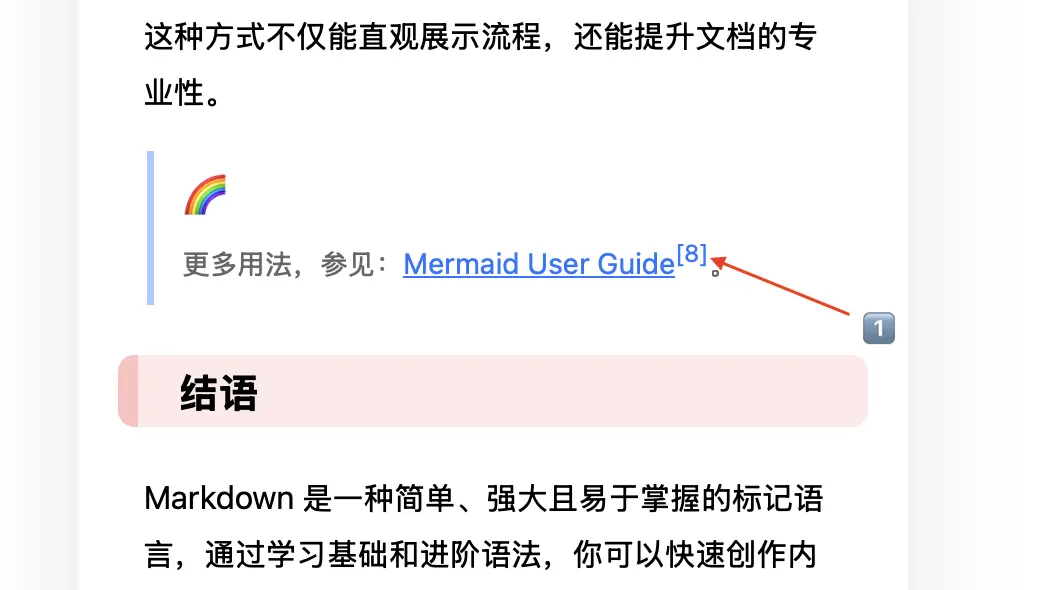 这种方式不仅能直观展示流程，还能提升文档的专
业性。
🌈
更多用法，参见：Mermaid User Guide[8]。
1
结语
Markdown 是一种简单、强大且易于掌握的标记语
言，通过学习基础和进阶语法，你可以快速创作内